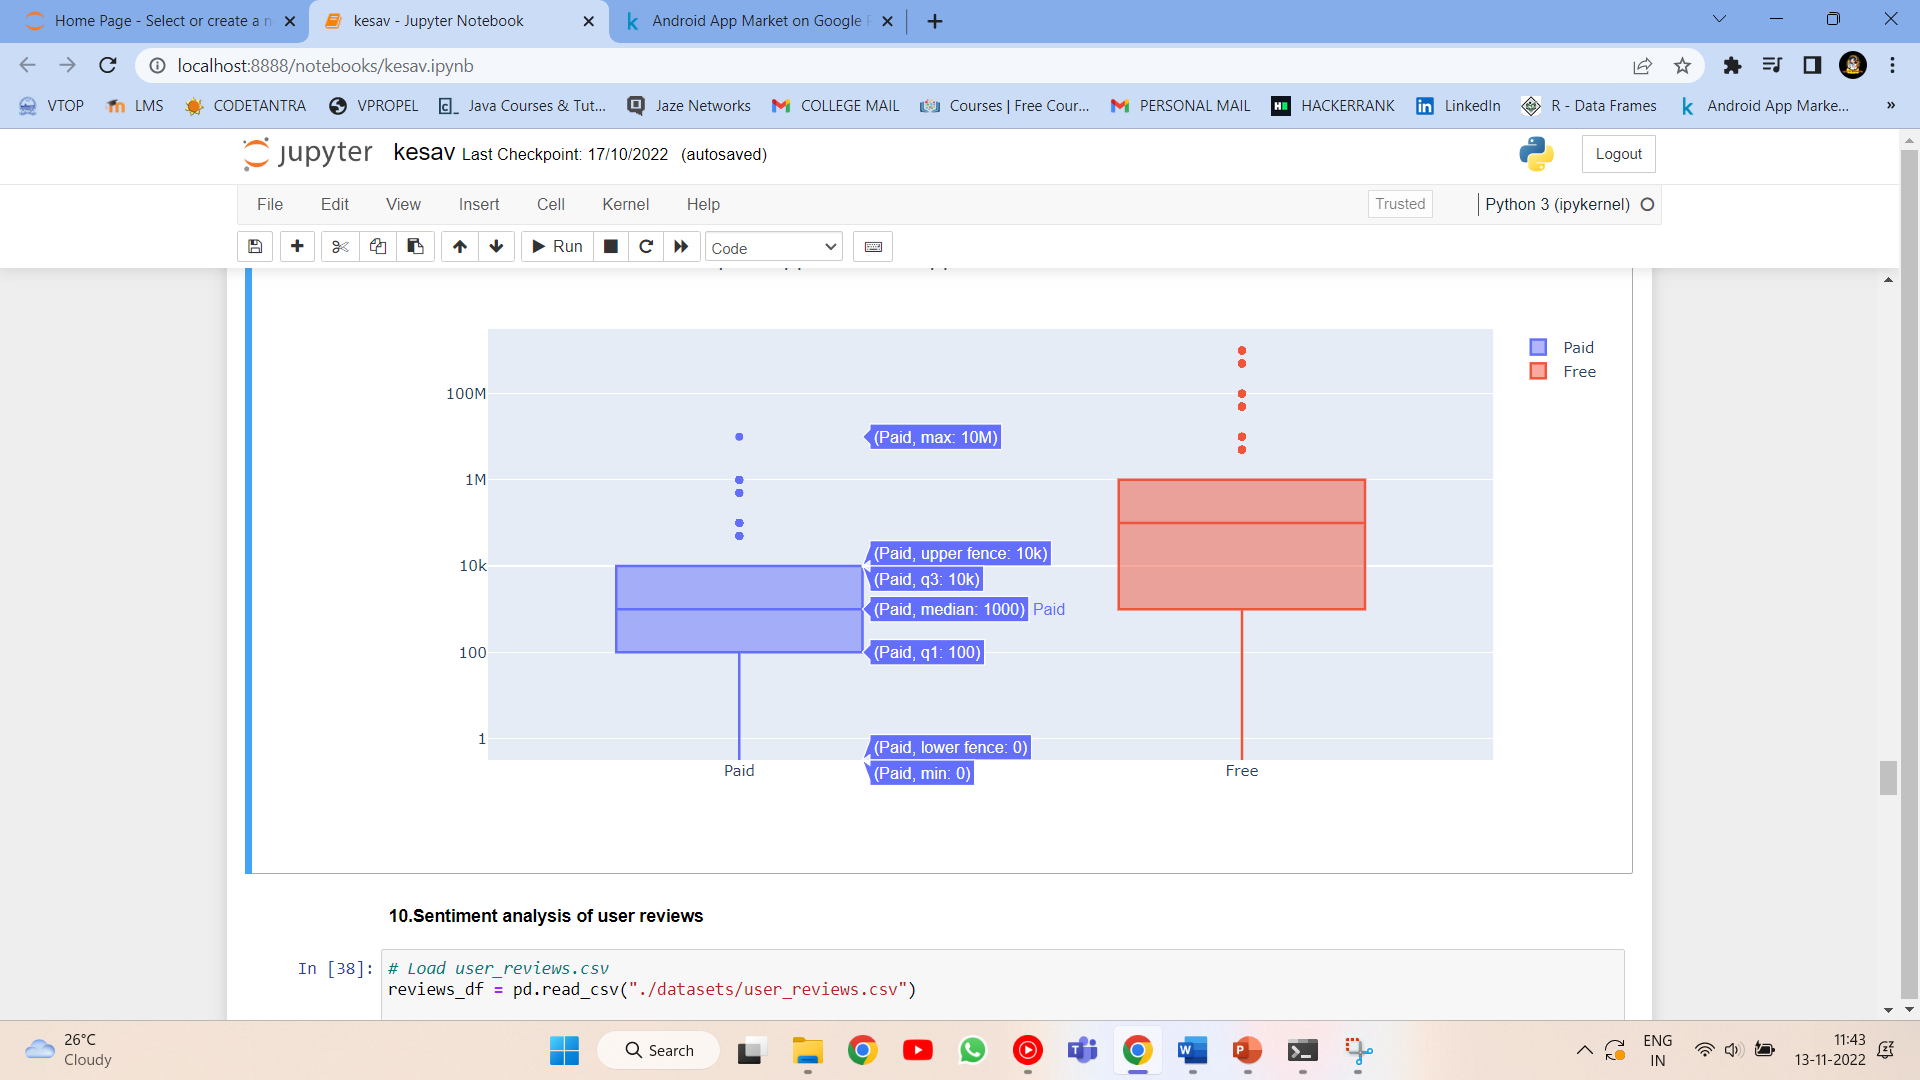 Home Page - Select or create a n
kesav - Jupyter Notebook
Android App Market on Google P
localhost:8888/notebooks/kesav.ipynb
VTOP
LMS
CODETANTRA
VPROPEL
Java Courses & Tut...
Jaze Networks
COLLEGE MAIL
Courses | Free Cour...
PERSONAL MAIL
HACKERRANK
LinkedIn
R - Data Frames
Android App Marke...
»
jupyter kesav Last Checkpoint: 17/10/2022 (autosaved)
Logout
File Edit View Insert Cell Kernel Help
Trusted
Python 3 (ipykernel)
Run
Code
Paid
Free
100M
(Paid, max: 10M)
1M
(Paid, upper fence: 10k)
10k
(Paid, q3: 10k)
(Paid, median: 1000) Paid
100
(Paid, q1: 100)
1
(Paid, lower fence: 0)
(Paid, min: 0)
Paid
Free
10.Sentiment analysis of user reviews
In [38]: # Load user_reviews.csv
reviews_df = pd.read_csv("./datasets/user_reviews.csv")
26°C
Cloudy
Search
ENG
IN
11:43
13-11-2022